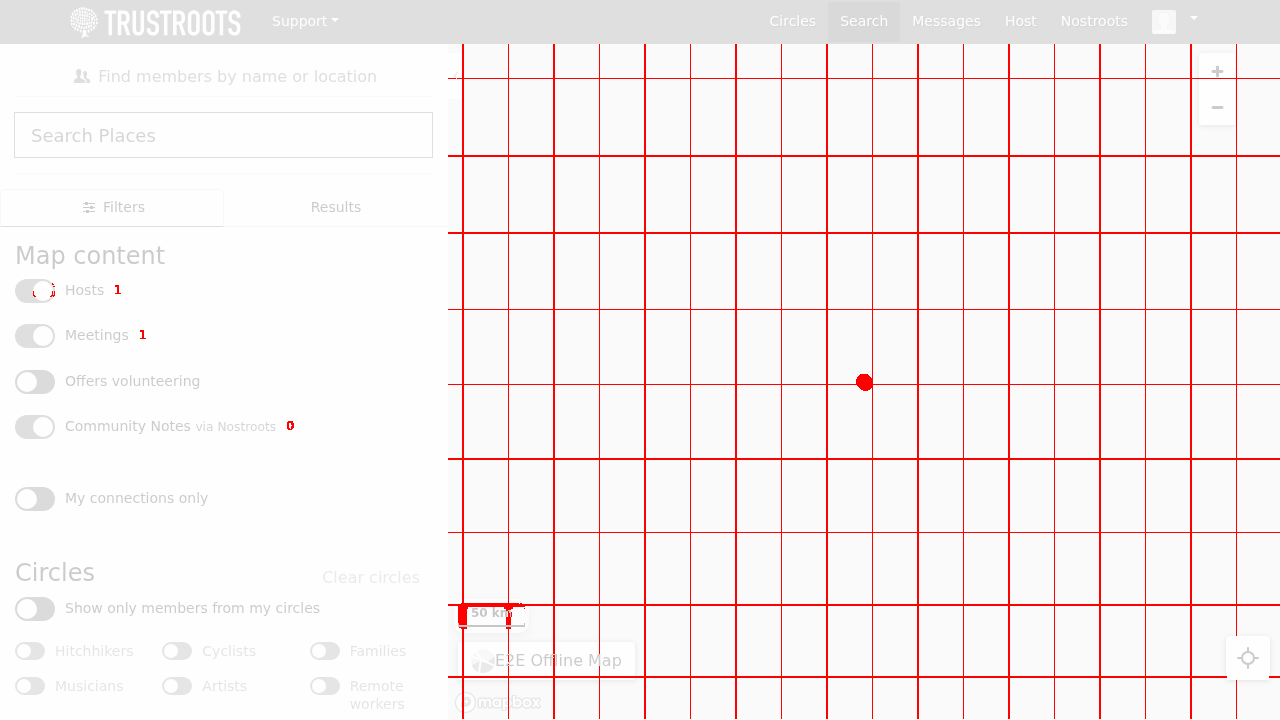 TRUSTROOTS Support Circles Search Messages Host Nostroots
Find members by name or location
Search Places
Filters Results
Map content
Hosts 1
Meetings 1
Offers volunteering
Community Notes via Nostroots 0
My connections only
Circles Clear circles
Show only members from my circles
Hitchhikers Cyclists Families
Musicians Artists Remote
workers
+
−
50 km
E2E Offline Map
mapbox